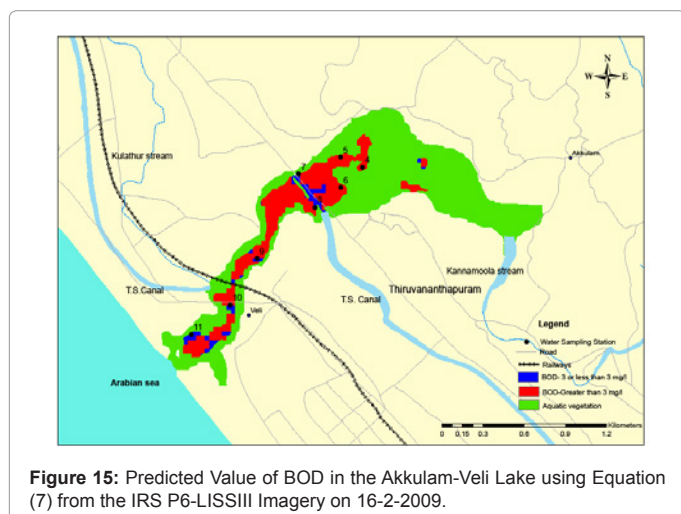 N
W E
S
Kulathur stream
Akkulam
7
5
4
6
9
Kannamoola stream
T.S.Canal
T.S. Canal
Thiruvananthapuram
10
Veli
11
Arabian sea
Legend
Water Sampling Station
Road
Railways
BOD- 3 or less than 3 mg/l
BOD-Greater than 3 mg/l
Aquatic vegetation
Kilometers
0 0.15 0.3 0.6 0.9 1.2
Figure 15: Predicted Value of BOD in the Akkulam-Veli Lake using Equation
(7) from the IRS P6-LISSIII Imagery on 16-2-2009.